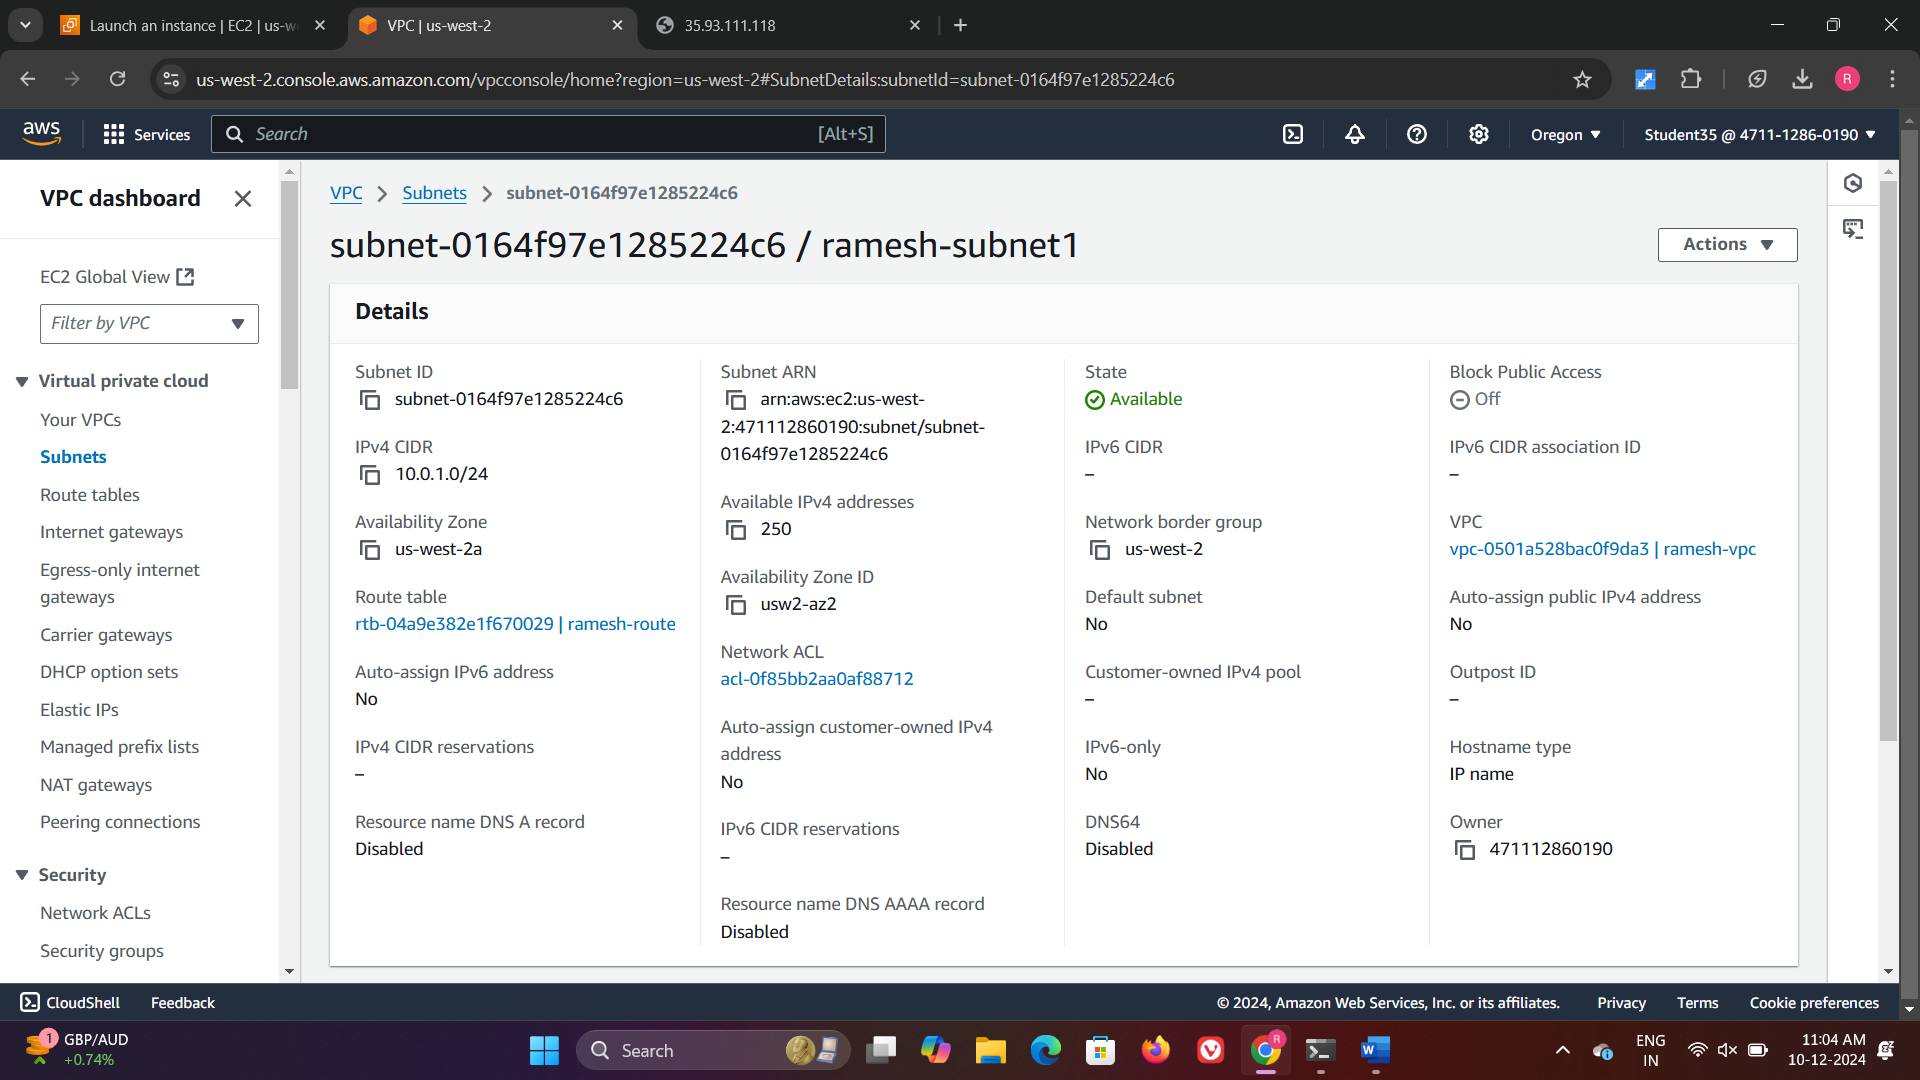 Launch an instance | EC2 | us-w
VPC | us-west-2
35.93.111.118
us-west-2.console.aws.amazon.com/vpcconsole/home?region=us-west-2#SubnetDetails:subnetId=subnet-0164f97e1285224c6
R
aws
Services
Search
[Alt+S]
Oregon
Student35 @ 4711-1286-0190
VPC dashboard
EC2 Global View
Filter by VPC
Virtual private cloud
Your VPCs
Subnets
Route tables
Internet gateways
Egress-only internet
gateways
Carrier gateways
DHCP option sets
Elastic IPs
Managed prefix lists
NAT gateways
Peering connections
Security
Network ACLs
Security groups
VPC
Subnets
subnet-0164f97e1285224c6
subnet-0164f97e1285224c6 / ramesh-subnet1
Actions
Details
Subnet ID
subnet-0164f97e1285224c6
IPv4 CIDR
10.0.1.0/24
Availability Zone
us-west-2a
Route table
rtb-04a9e382e1f670029 | ramesh-route
Auto-assign IPv6 address
No
IPv4 CIDR reservations
–
Resource name DNS A record
Disabled
Subnet ARN
arn:aws:ec2:us-west-
2:471112860190:subnet/subnet-
0164f97e1285224c6
Available IPv4 addresses
250
Availability Zone ID
usw2-az2
Network ACL
acl-0f85bb2aa0af88712
Auto-assign customer-owned IPv4
address
No
IPv6 CIDR reservations
–
Resource name DNS AAAA record
Disabled
State
Available
IPv6 CIDR
–
Network border group
us-west-2
Default subnet
No
Customer-owned IPv4 pool
–
IPv6-only
No
DNS64
Disabled
Block Public Access
Off
IPv6 CIDR association ID
–
VPC
vpc-0501a528bac0f9da3 | ramesh-vpc
Auto-assign public IPv4 address
No
Outpost ID
–
Hostname type
IP name
Owner
471112860190
CloudShell
Feedback
© 2024, Amazon Web Services, Inc. or its affiliates.
Privacy
Terms
Cookie preferences
1
GBP/AUD
+0.74%
Search
R
W
ENG
IN
11:04 AM
10-12-2024